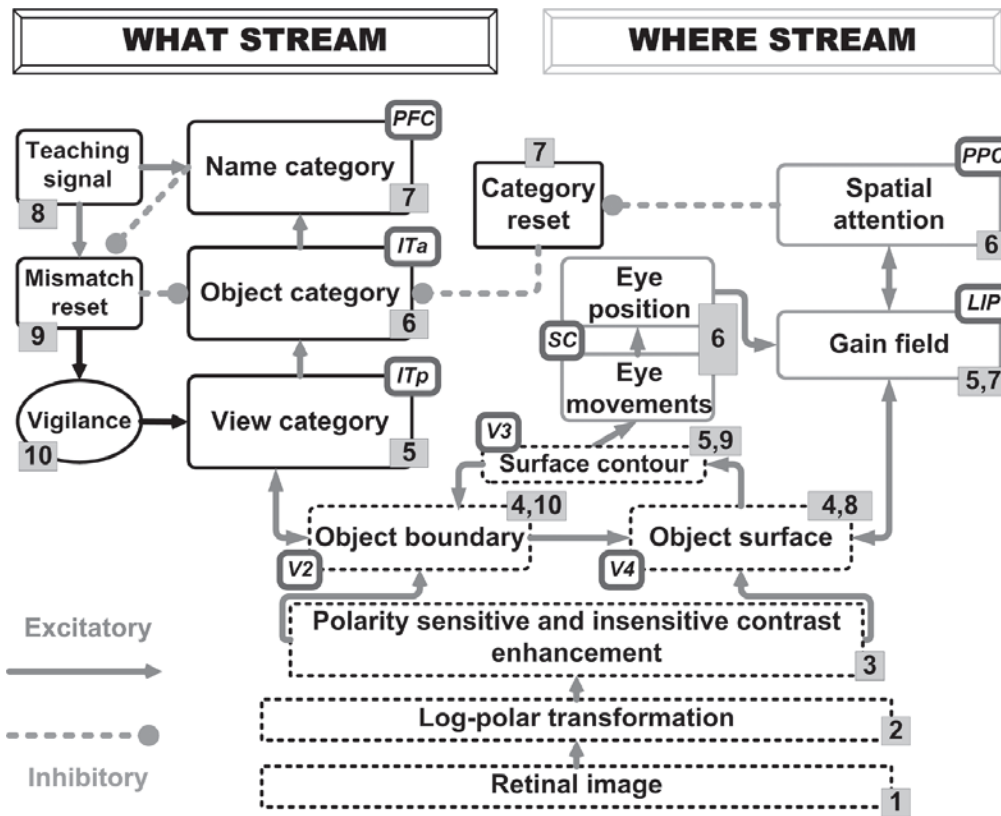 WHAT STREAM
WHERE STREAM
PFC
Teaching
signal
8
Name category
7
7
Category
reset
PPC
Spatial
attention
6
ITa
Mismatch
reset
9
Object category
6
Eye
position
SC
6
Eye
movements
LIP
Gain field
5,7
ITp
Vigilance
10
View category
5
V3
5,9
Surface contour
4,10
Object boundary
V2
4,8
Object surface
V4
Excitatory
Polarity sensitive and insensitive contrast
enhancement
3
Log-polar transformation
2
Inhibitory
Retinal image
1